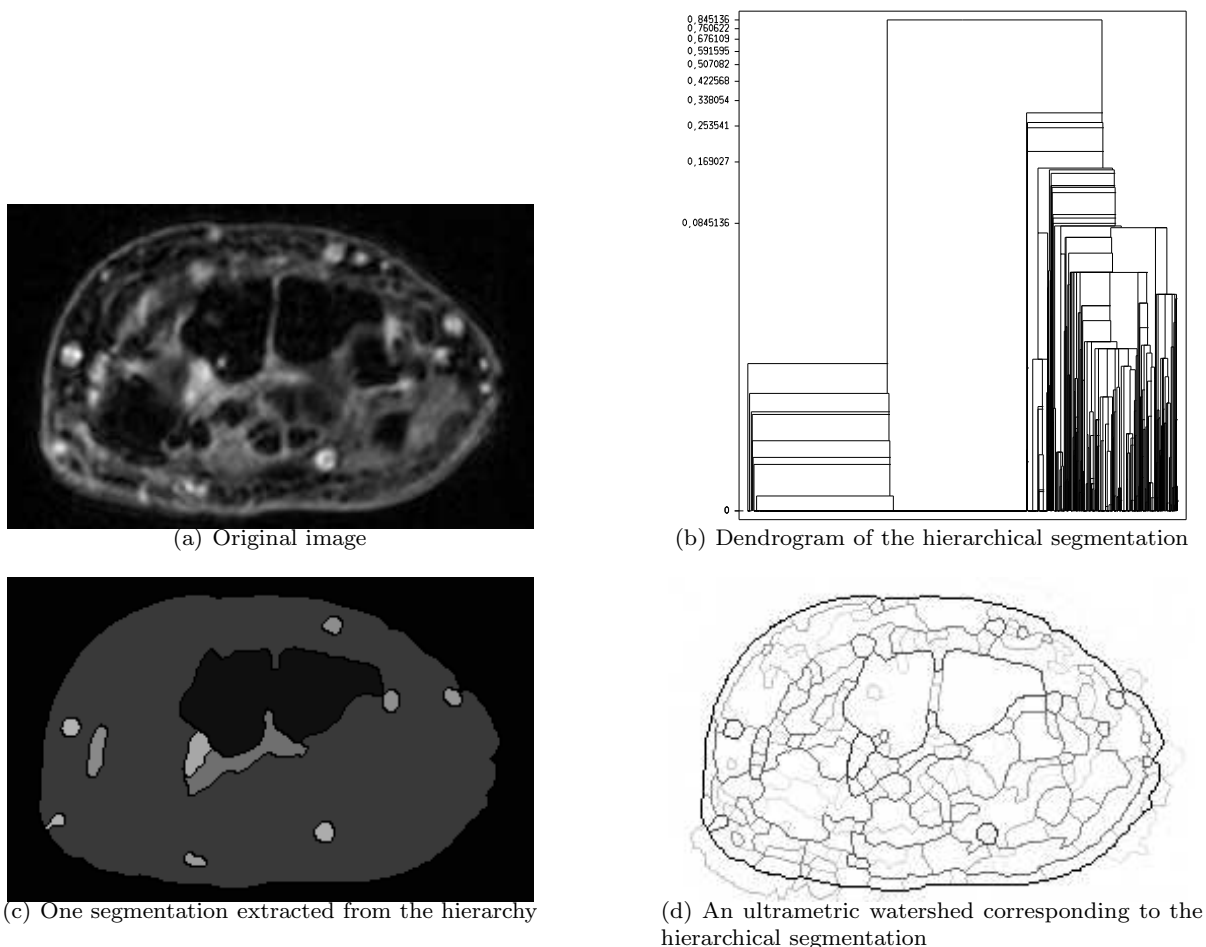 0,845136
0,760622
0,676109
0,591595
0,507082
0,422568
0,338054
0,253541
0,169027
0,0845136
0
(a) Original image
(b) Dendrogram of the hierarchical segmentation
(c) One segmentation extracted from the hierarchy
(d) An ultrametric watershed corresponding to the
hierarchical segmentation